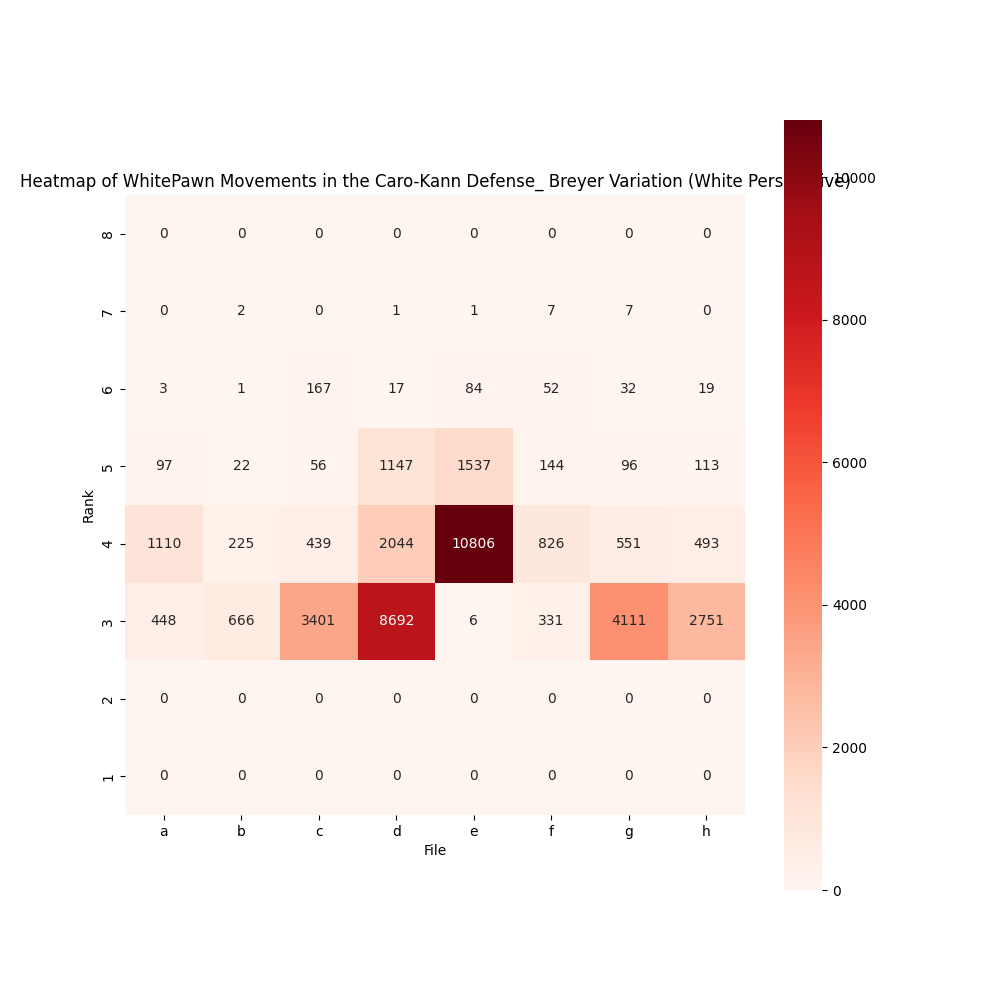 Heatmap of WhitePawn Movements in the Caro-Kann Defense_ Breyer Variation (White Pers ive)
10000
8 0 0 0 0 0 0 0 0
7 0 2 0 1 1 7 7 0
8000
6 3 1 167 17 84 52 32 19
6000
5 97 22 56 1147 1537 144 96 113
Rank
4 1110 225 439 2044 10806 826 551 493
4000
3 448 666 3401 8692 6 331 4111 2751
2 0 0 0 0 0 0 0 0
2000
1 0 0 0 0 0 0 0 0
a b c d e f g h
File
0